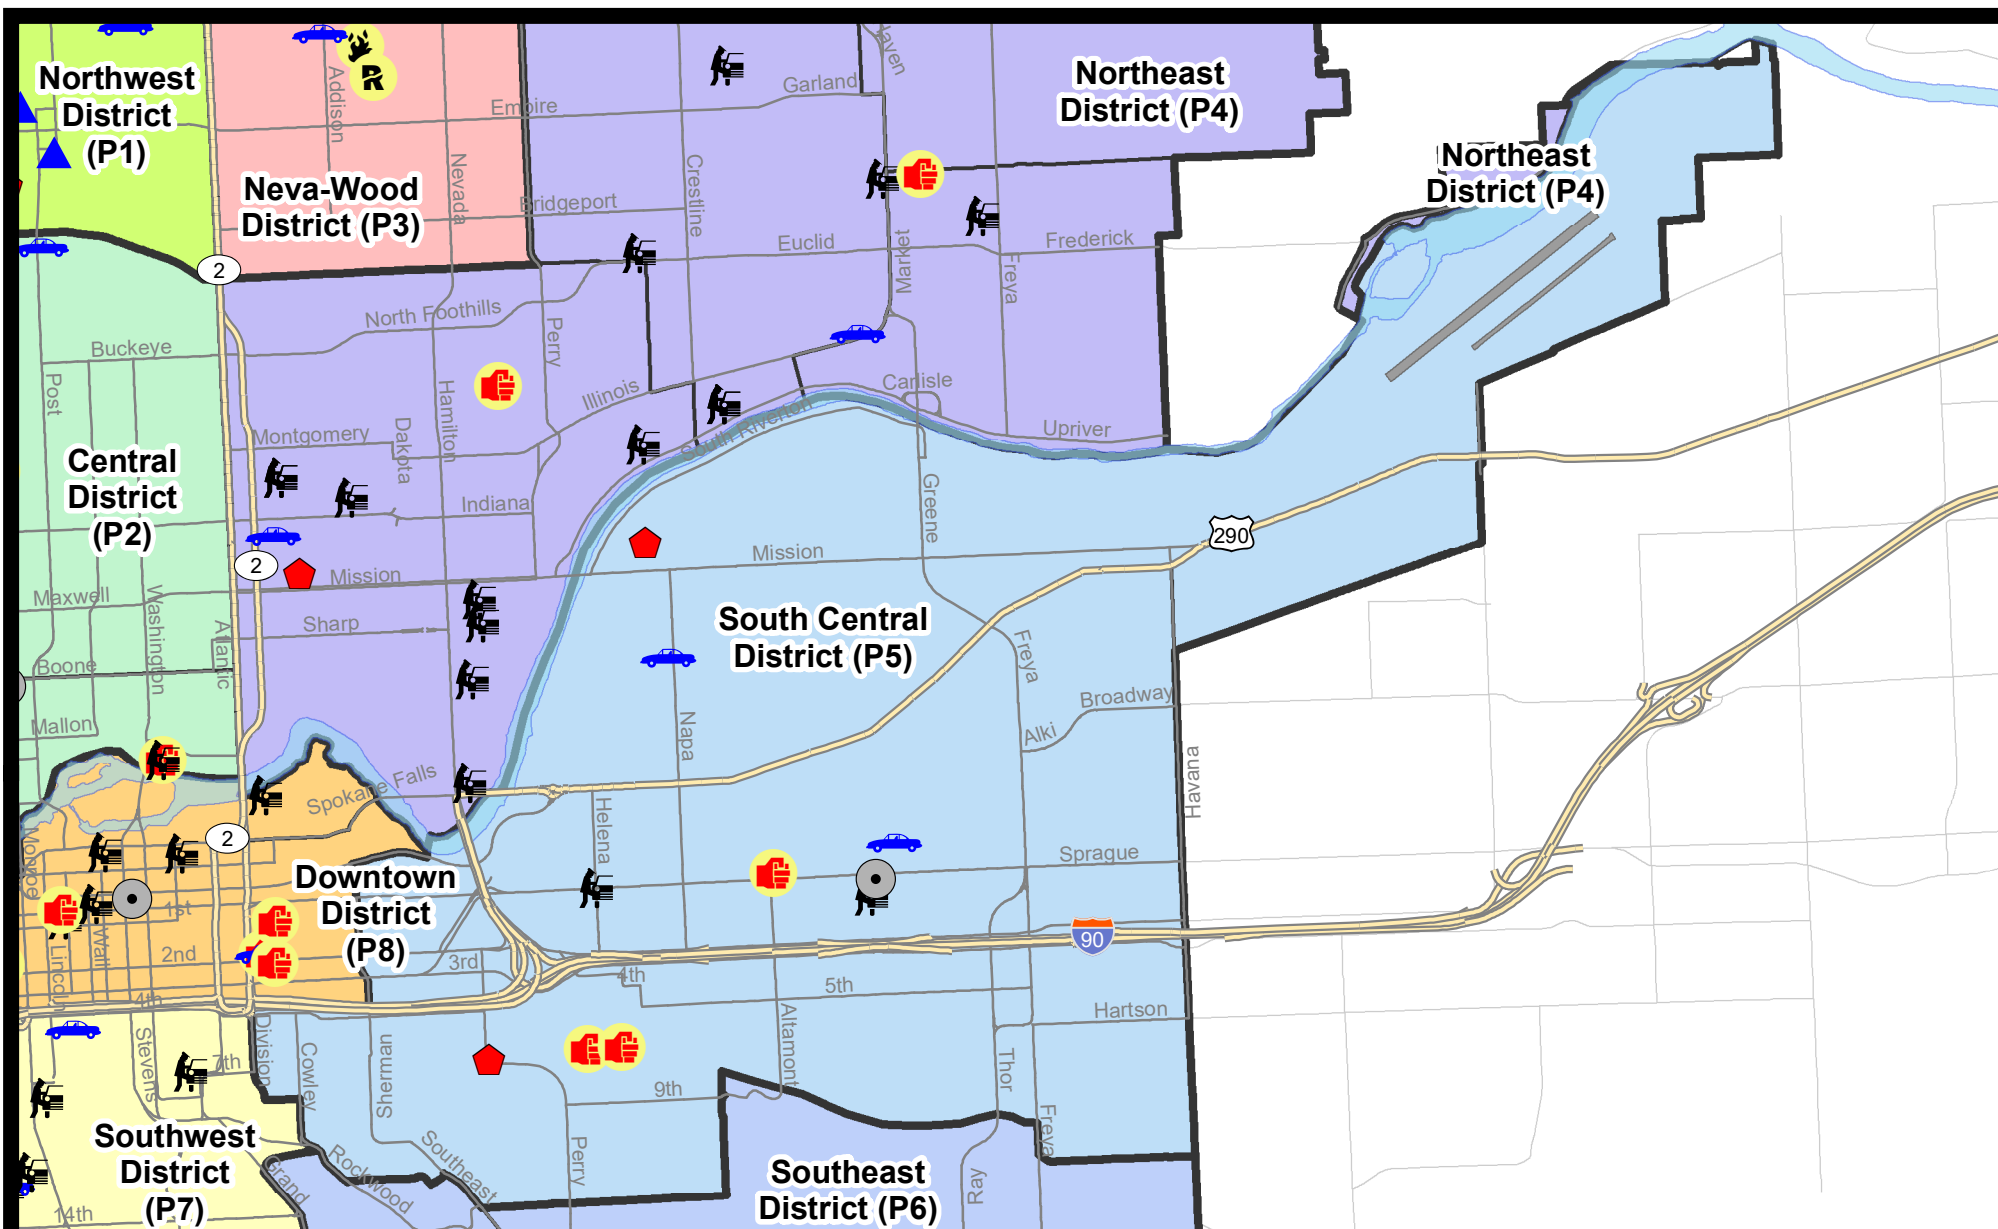 Northwest
District
(P1)
Neva-Wood
District (P3)
Northeast
District (P4)
Northeast
District (P4)
Central
District
(P2)
South Central
District (P5)
Downtown
District
(P8)
Southwest
District
(P7)
Southeast
District (P6)
Addison
Nevada
Empire
Garland
Haven
Crestline
Bridgeport
Euclid
Market
Freya
Frederick
2
North Foothills
Buckeye
Perry
Post
Hamilton
Illinois
Carlisle
South Riverton
Upriver
Montgomery
Dakota
Indiana
Greene
290
2
Mission
Mission
Maxwell
Washington
Atlantic
Sharp
Boone
Mallon
Napa
Freya
Broadway
Alki
Havana
Spokane Falls
Helena
Monroe
2
Sprague
1st
Wall
Lincoln
2nd
3rd
4th
4th
5th
90
Hartson
Altamont
Division
Stevens
7th
Cowley
Sherman
9th
Thor
Freya
Perry
Southeast
Rockwood
Grand
Ray
14th